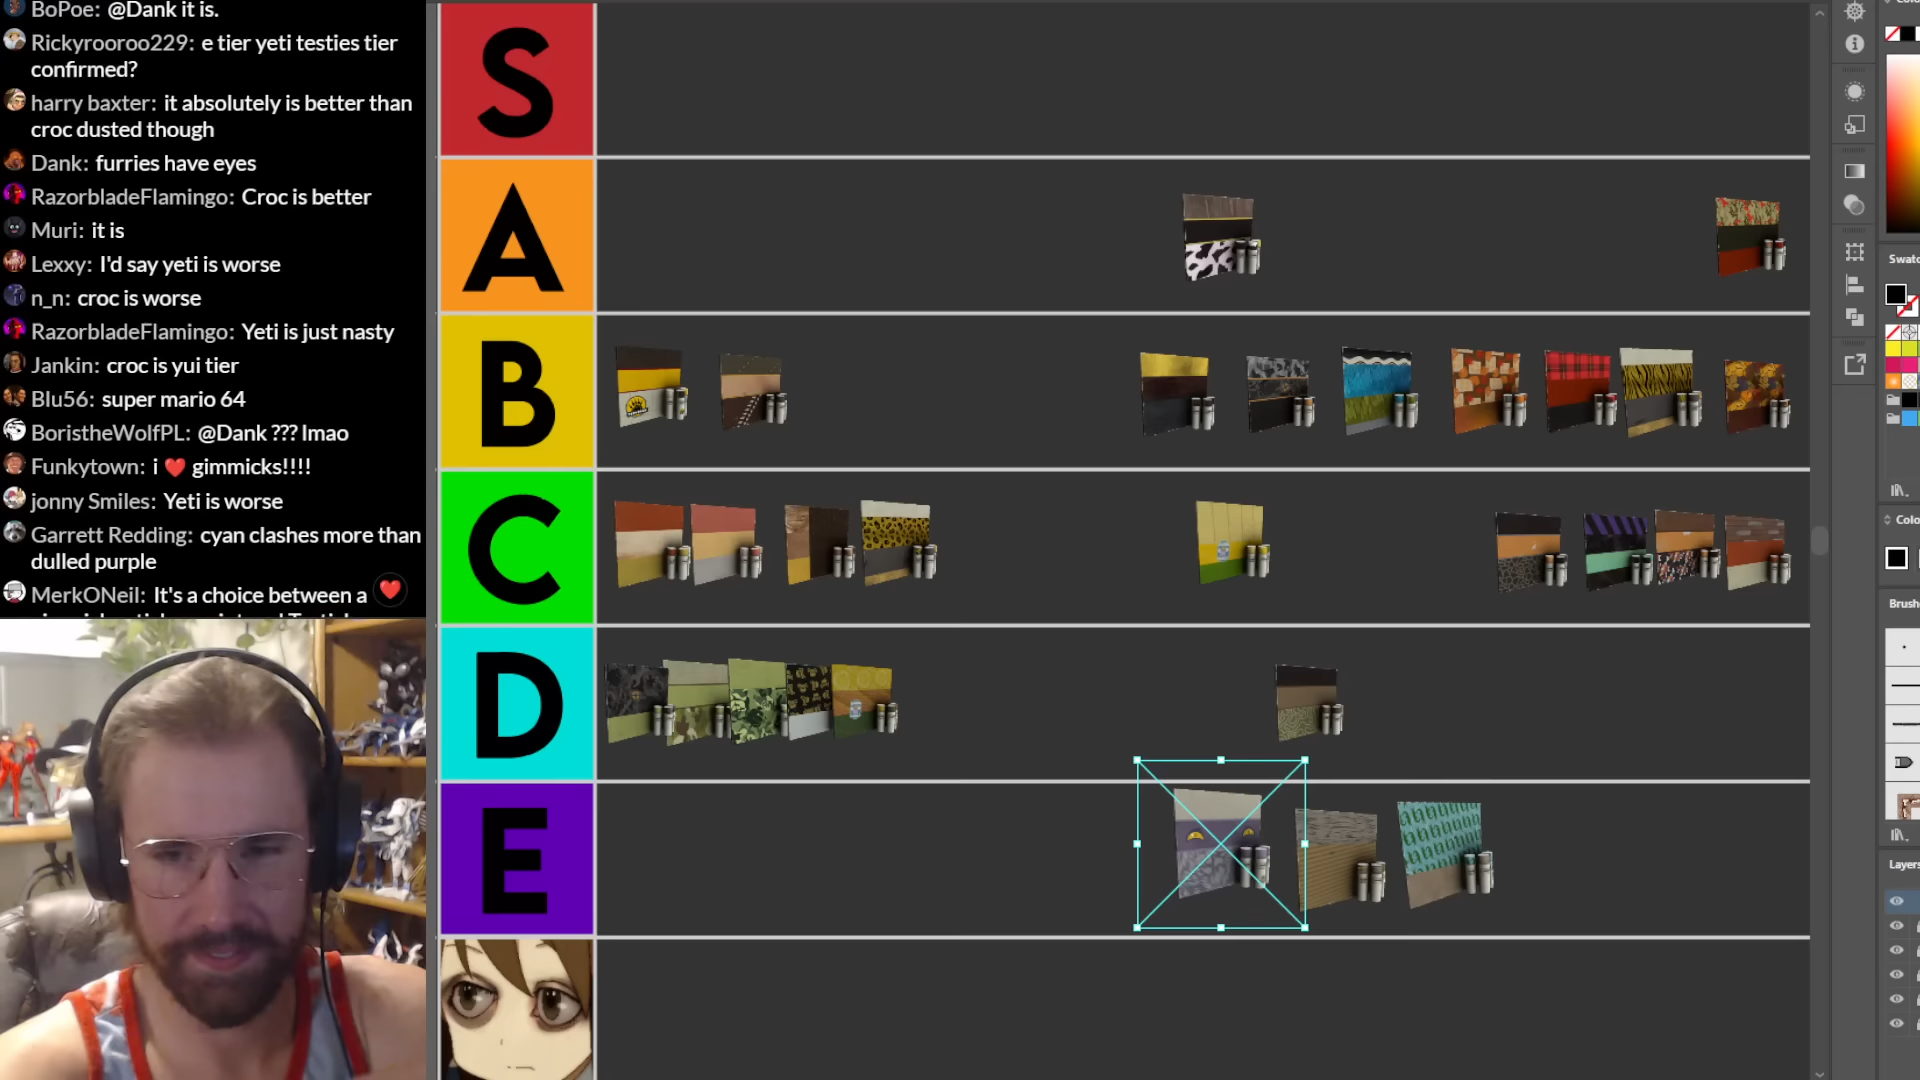 BoPoe: @Dank it is.
Rickyrooroo229: e tier yeti testies tier
confirmed?
harry baxter: it absolutely is better than
croc dusted though
Dank: furries have eyes
RazorbladeFlamingo: Croc is better
Muri: it is
Lexxy: I'd say yeti is worse
n_n: croc is worse
RazorbladeFlamingo: Yeti is just nasty
Jankin: croc is yui tier
Blu56: super mario 64
BoristheWolfPL: @Dank ??? lmao
Funkytown: i ❤️ gimmicks!!!!
jonny Smiles: Yeti is worse
Garrett Redding: cyan clashes more than
dulled purple
MerkONeil: It's a choice between a
S
A
B
C
D
E
Colo
Swatc
Colo
Brush
Layers